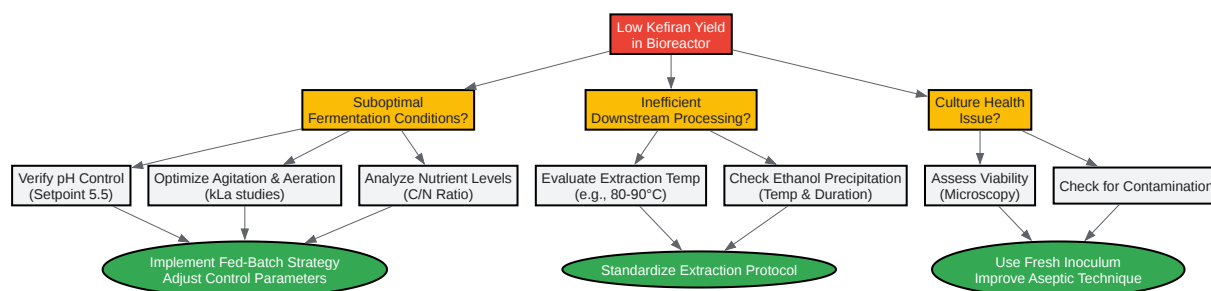 Low Kefiran Yield
in Bioreactor
Suboptimal
Fermentation Conditions?
Inefficient
Downstream Processing?
Culture Health
Issue?
Verify pH Control
(Setpoint 5.5)
Optimize Agitation & Aeration
(kLa studies)
Analyze Nutrient Levels
(C/N Ratio)
Evaluate Extraction Temp
(e.g., 80-90°C)
Check Ethanol Precipitation
(Temp & Duration)
Assess Viability
(Microscopy)
Check for Contamination
Implement Fed-Batch Strategy
Adjust Control Parameters
Standardize Extraction Protocol
Use Fresh Inoculum
Improve Aseptic Technique